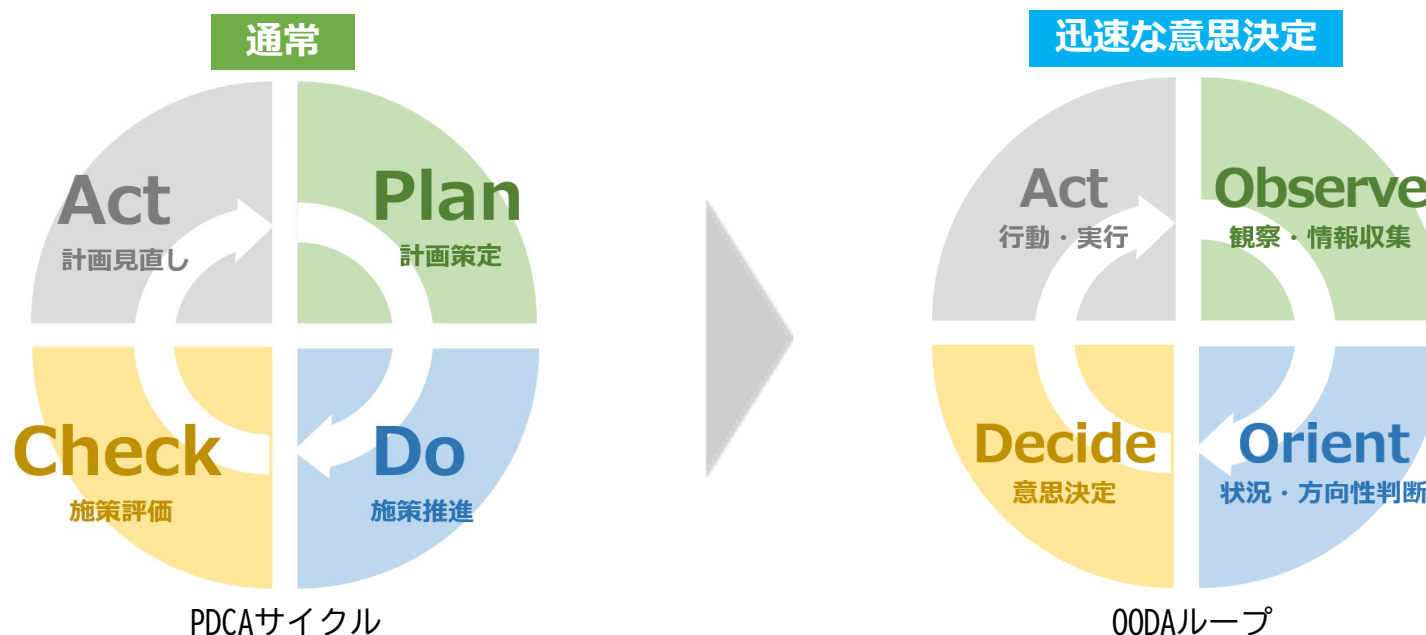 通常
Act
計画見直し
Plan
計画策定
Check
施策評価
Do
施策推進
PDCAサイクル
迅速な意思決定
Act
行動・実行
Observe
観察・情報収集
Decide
意思決定
Orient
状況・方向性判断
OODAループ